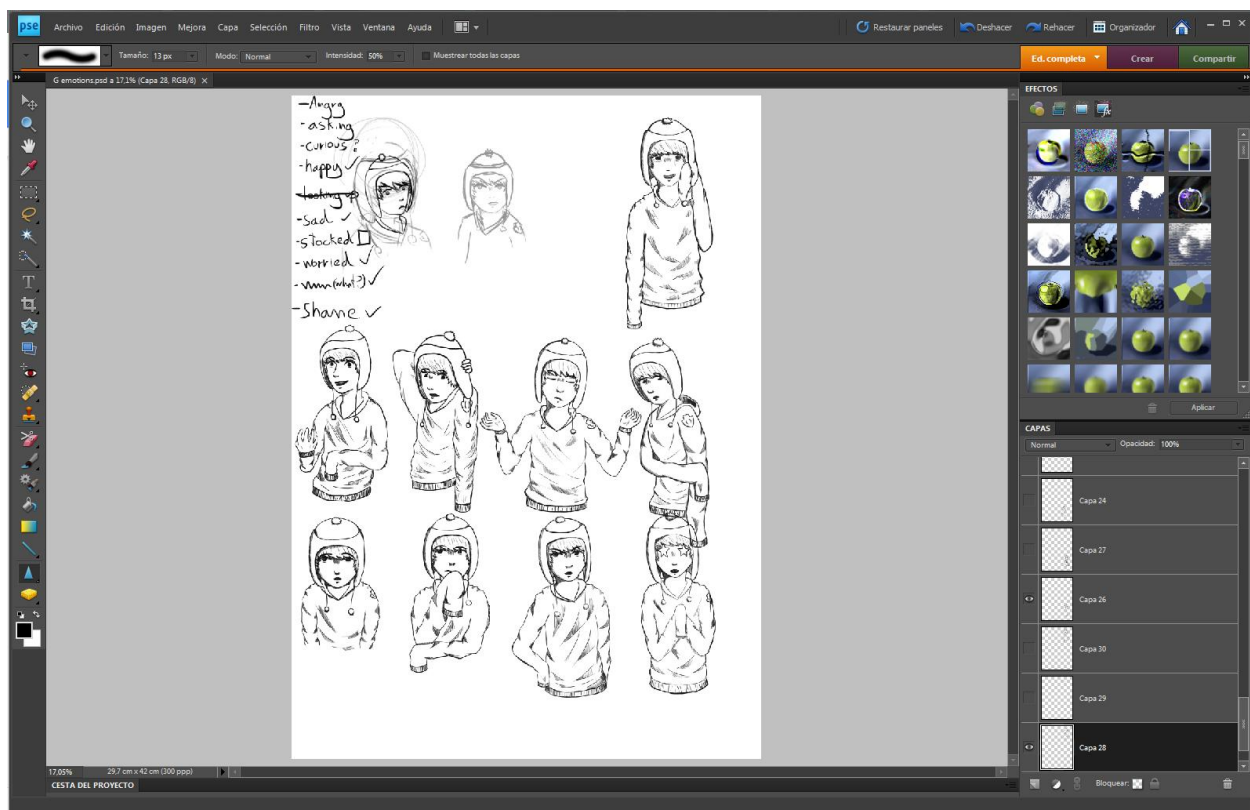 pse Archivo Edición Imagen Mejora Capa Selección Filtro Vista Ventana Ayuda Restaurar paneles Deshacer Rehacer Organizador
Tamaño: 13 px Modo: Normal Intensidad: 50% Muestrear todas las capas
Ed. completa Crear Compartir
G emotions.psd a 17,1% (Capa 28, RGB/8) ×
EFECTOS
-Angry
-asking
-curious?
-happy ✓
-looking up
-sad ✓
-stocked
-worried ✓
-mm (what?) ✓
-Shame ✓
Aplicar
CAPAS
Normal Opacidad: 100%
Capa 24
Capa 27
Capa 26
Capa 30
Capa 29
Capa 28
Bloquear:
17,05% 29,7 cm x 42 cm (300 ppp)
CESTA DEL PROYECTO